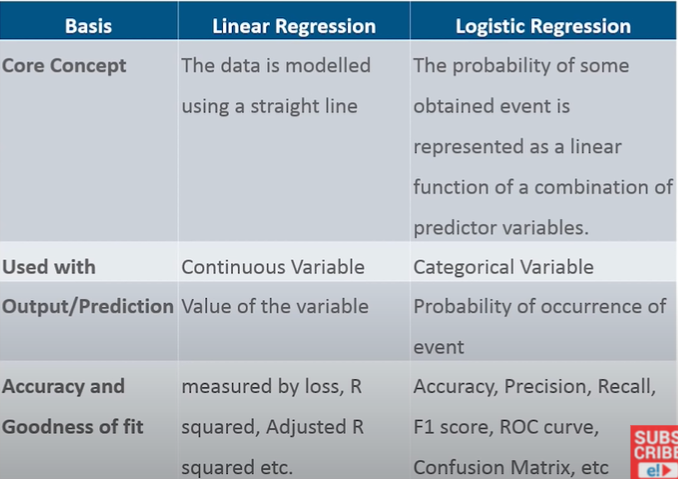 Basis Linear Regression Logistic Regression
Core Concept The data is modelled The probability of some
using a straight line obtained event is
represented as a linear
function of a combination of
predictor variables.
Used with Continuous Variable Categorical Variable
Output/Prediction Value of the variable Probability of occurrence of
event
Accuracy and measured by loss, R Accuracy, Precision, Recall,
Goodness of fit squared, Adjusted R F1 score, ROC curve,
squared etc. Confusion Matrix, etc
SUBS
CRIBE
e!